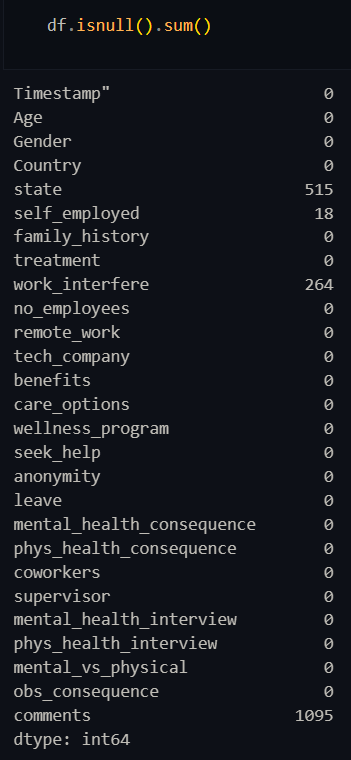 df.isnull().sum()
Timestamp" 0
Age 0
Gender 0
Country 0
state 515
self_employed 18
family_history 0
treatment 0
work_interfere 264
no_employees 0
remote_work 0
tech_company 0
benefits 0
care_options 0
wellness_program 0
seek_help 0
anonymity 0
leave 0
mental_health_consequence 0
phys_health_consequence 0
coworkers 0
supervisor 0
mental_health_interview 0
phys_health_interview 0
mental_vs_physical 0
obs_consequence 0
comments 1095
dtype: int64